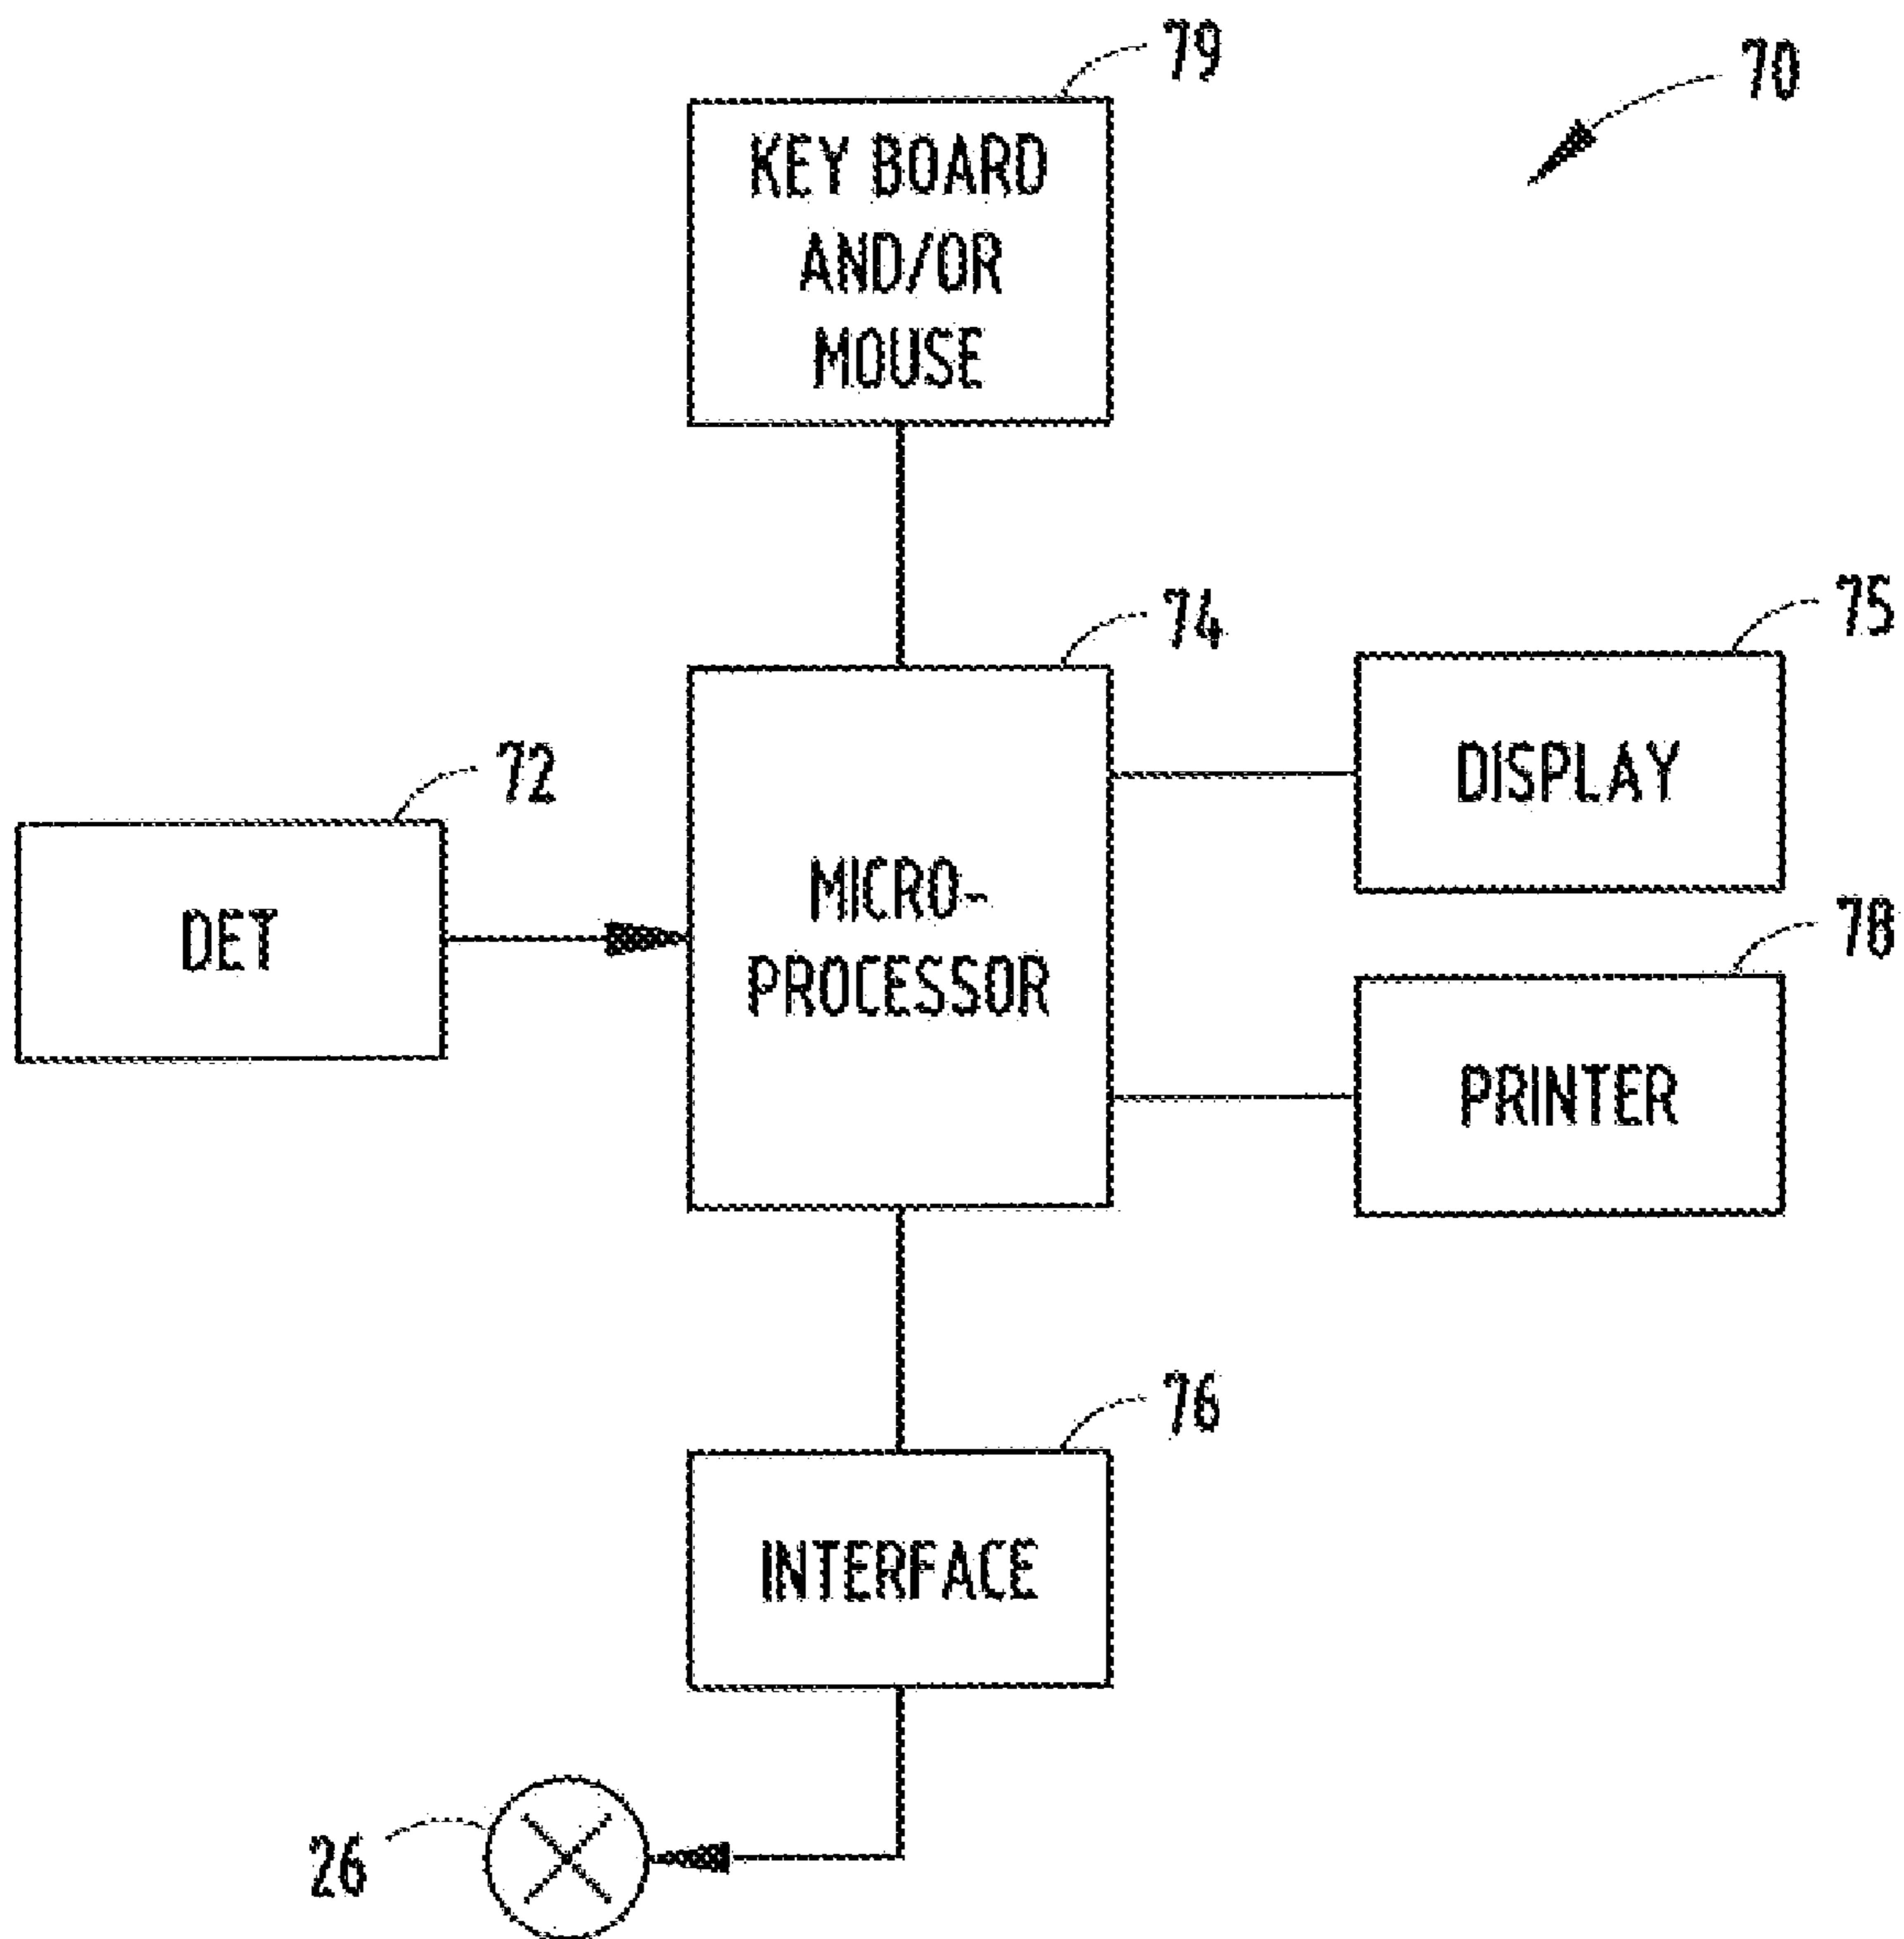 79
70
KEY BOARD
AND/OR
MOUSE
74
75
72
DISPLAY
DET
MICRO-
PROCESSOR
78
PRINTER
76
INTERFACE
26